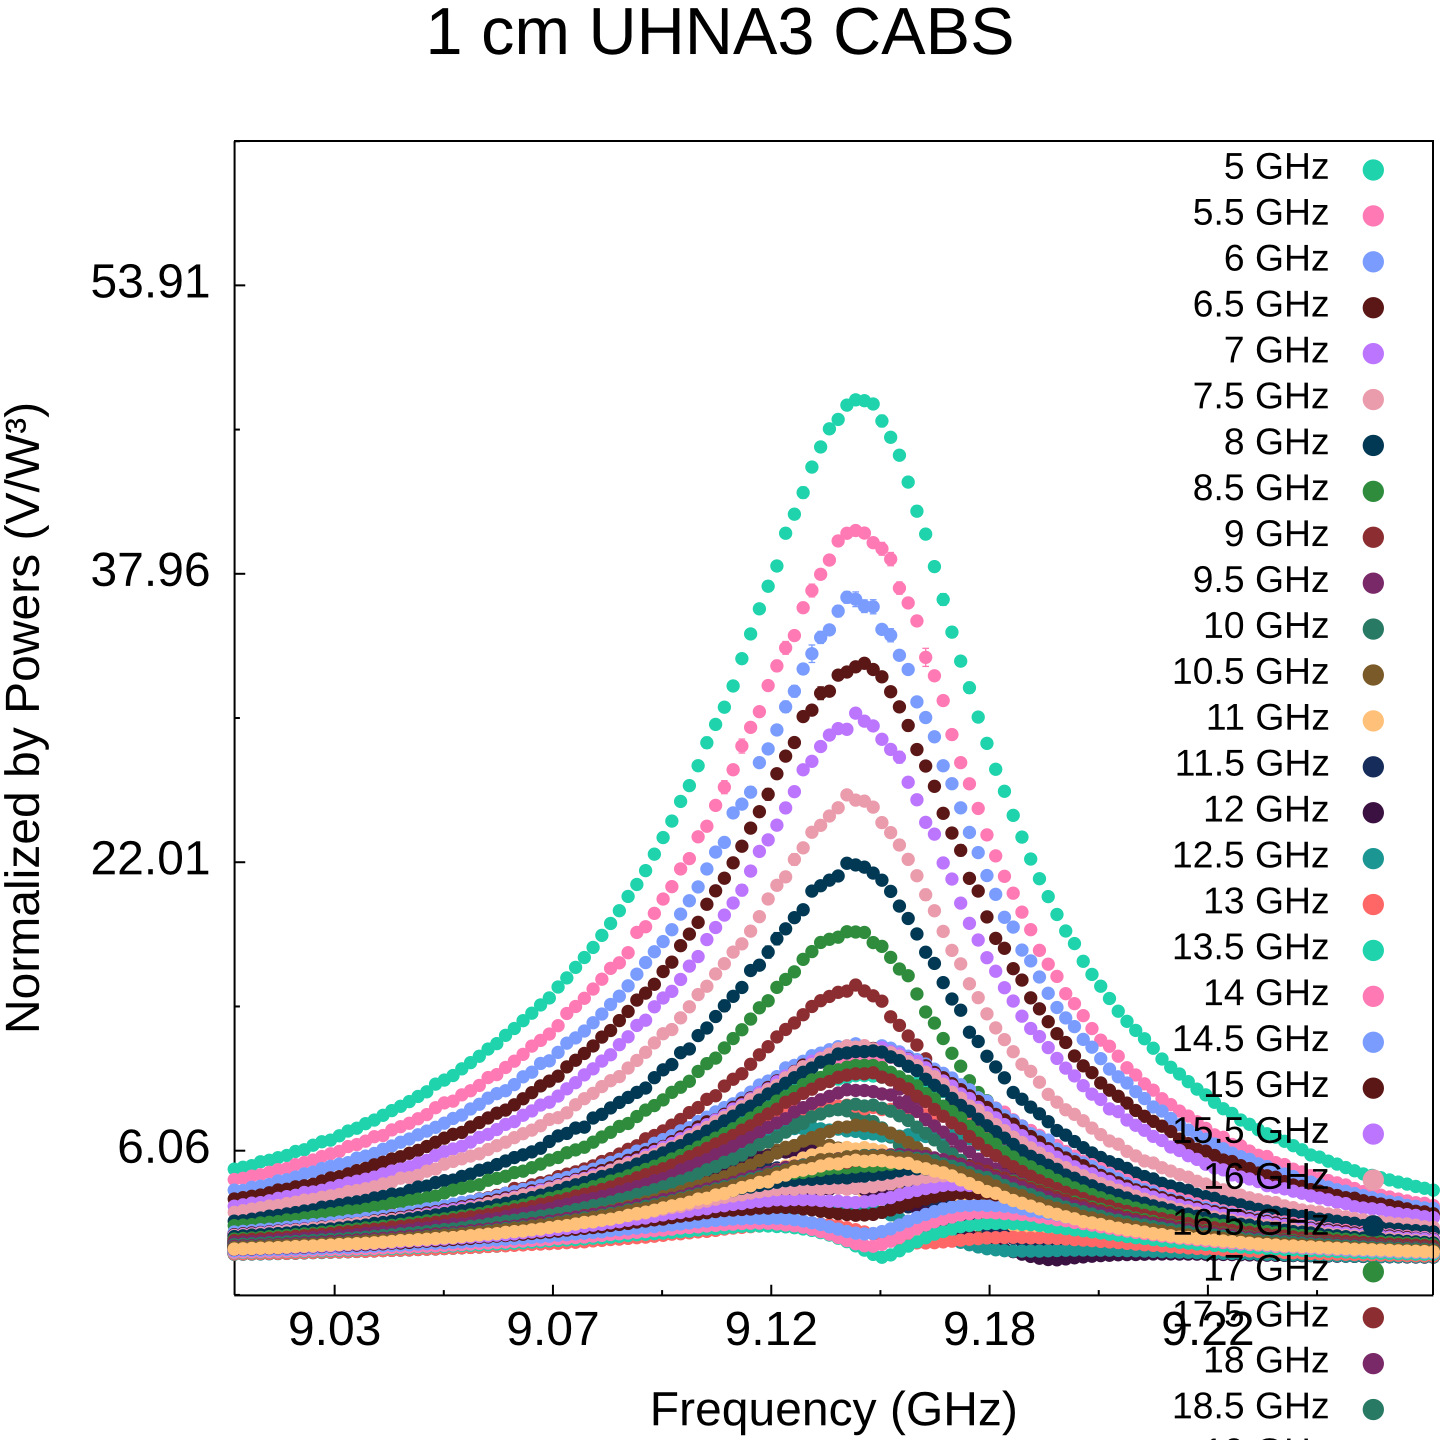 1 cm UHNA3 CABS
Normalized by Powers (V/W³)
53.91
37.96
22.01
6.06
9.03
9.07
9.12
9.18
9.22
Frequency (GHz)
5 GHz
5.5 GHz
6 GHz
6.5 GHz
7 GHz
7.5 GHz
8 GHz
8.5 GHz
9 GHz
9.5 GHz
10 GHz
10.5 GHz
11 GHz
11.5 GHz
12 GHz
12.5 GHz
13 GHz
13.5 GHz
14 GHz
14.5 GHz
15 GHz
15.5 GHz
16 GHz
16.5 GHz
17 GHz
17.5 GHz
18 GHz
18.5 GHz